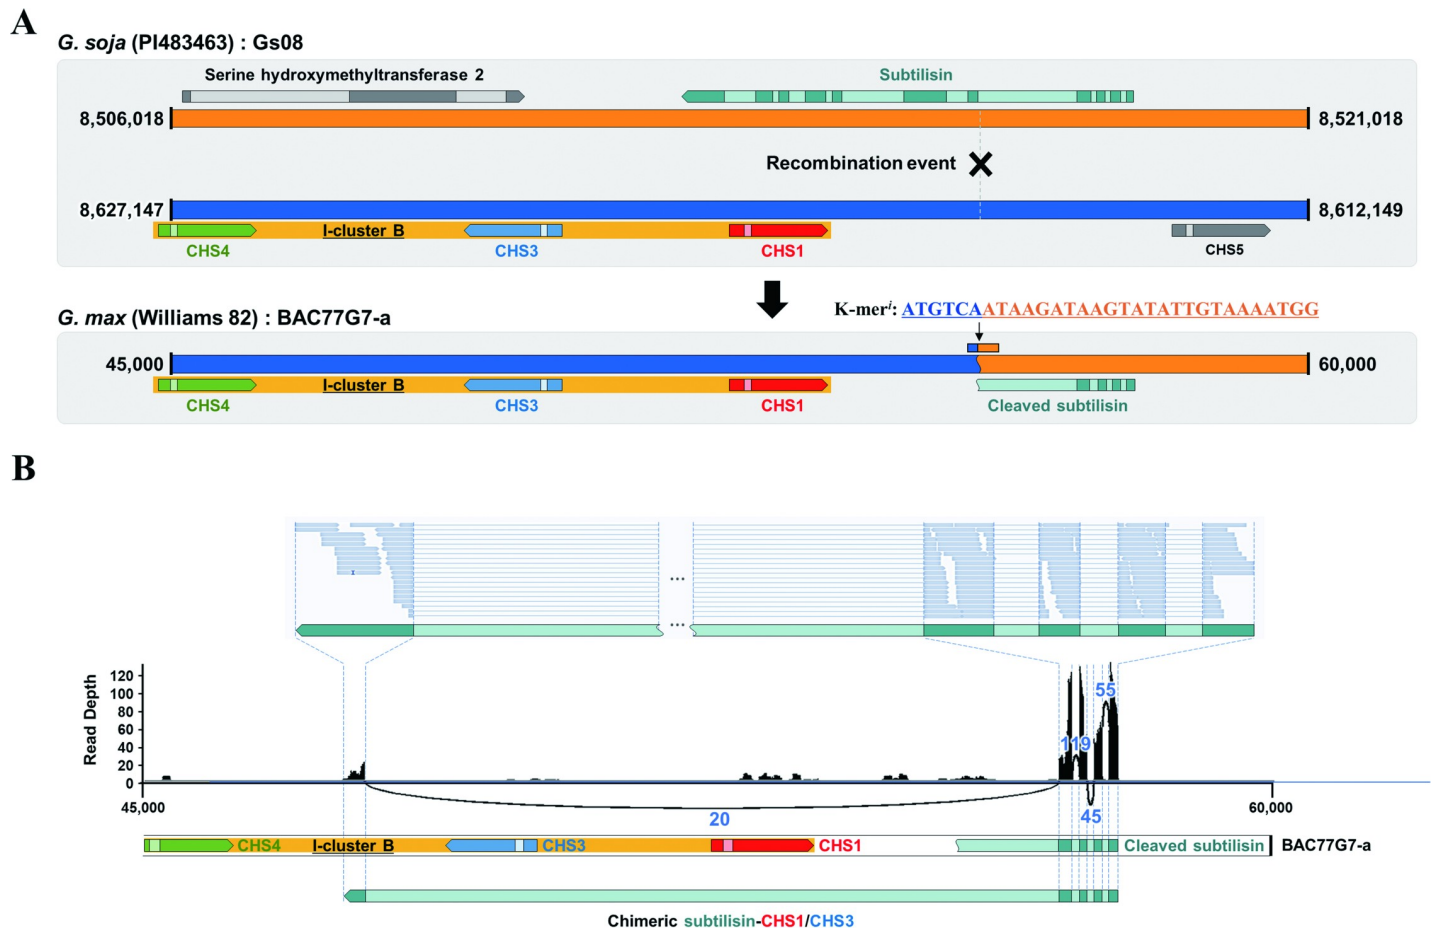 A
G. soja (PI483463) : Gs08
Serine hydroxymethyltransferase 2
Subtilisin
8,506,018
8,521,018
Recombination event
8,627,147
8,612,149
I-cluster B
CHS4
CHS3
CHS1
CHS5
K-merⁱ: ATGTCAATAAGATAAGTATATTGTAAAATGG
G. max (Williams 82) : BAC77G7-a
45,000
60,000
I-cluster B
CHS4
CHS3
CHS1
Cleaved subtilisin
B
...
...
Read Depth
120
100
80
60
40
20
0
55
119
45
20
45,000
60,000
CHS4
I-cluster B
CHS3
CHS1
Cleaved subtilisin
BAC77G7-a
Chimeric subtilisin-CHS1/CHS3